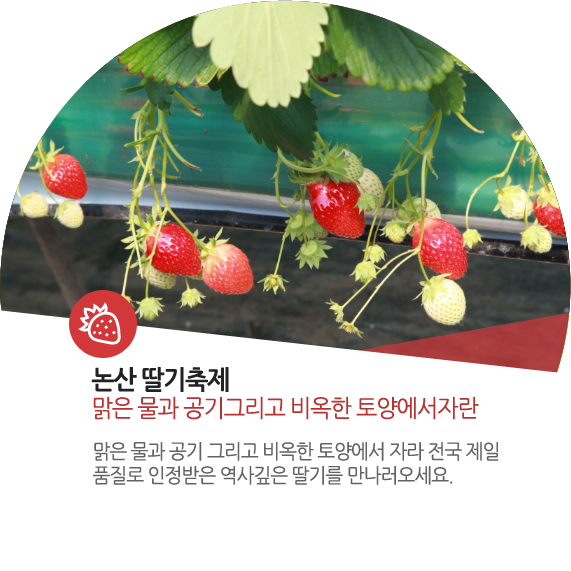 논산 딸기축제
맑은 물과 공기그리고 비옥한 토양에서자란
맑은 물과 공기 그리고 비옥한 토양에서 자라 전국 제일
품질로 인정받은 역사깊은 딸기를 만나러오세요.